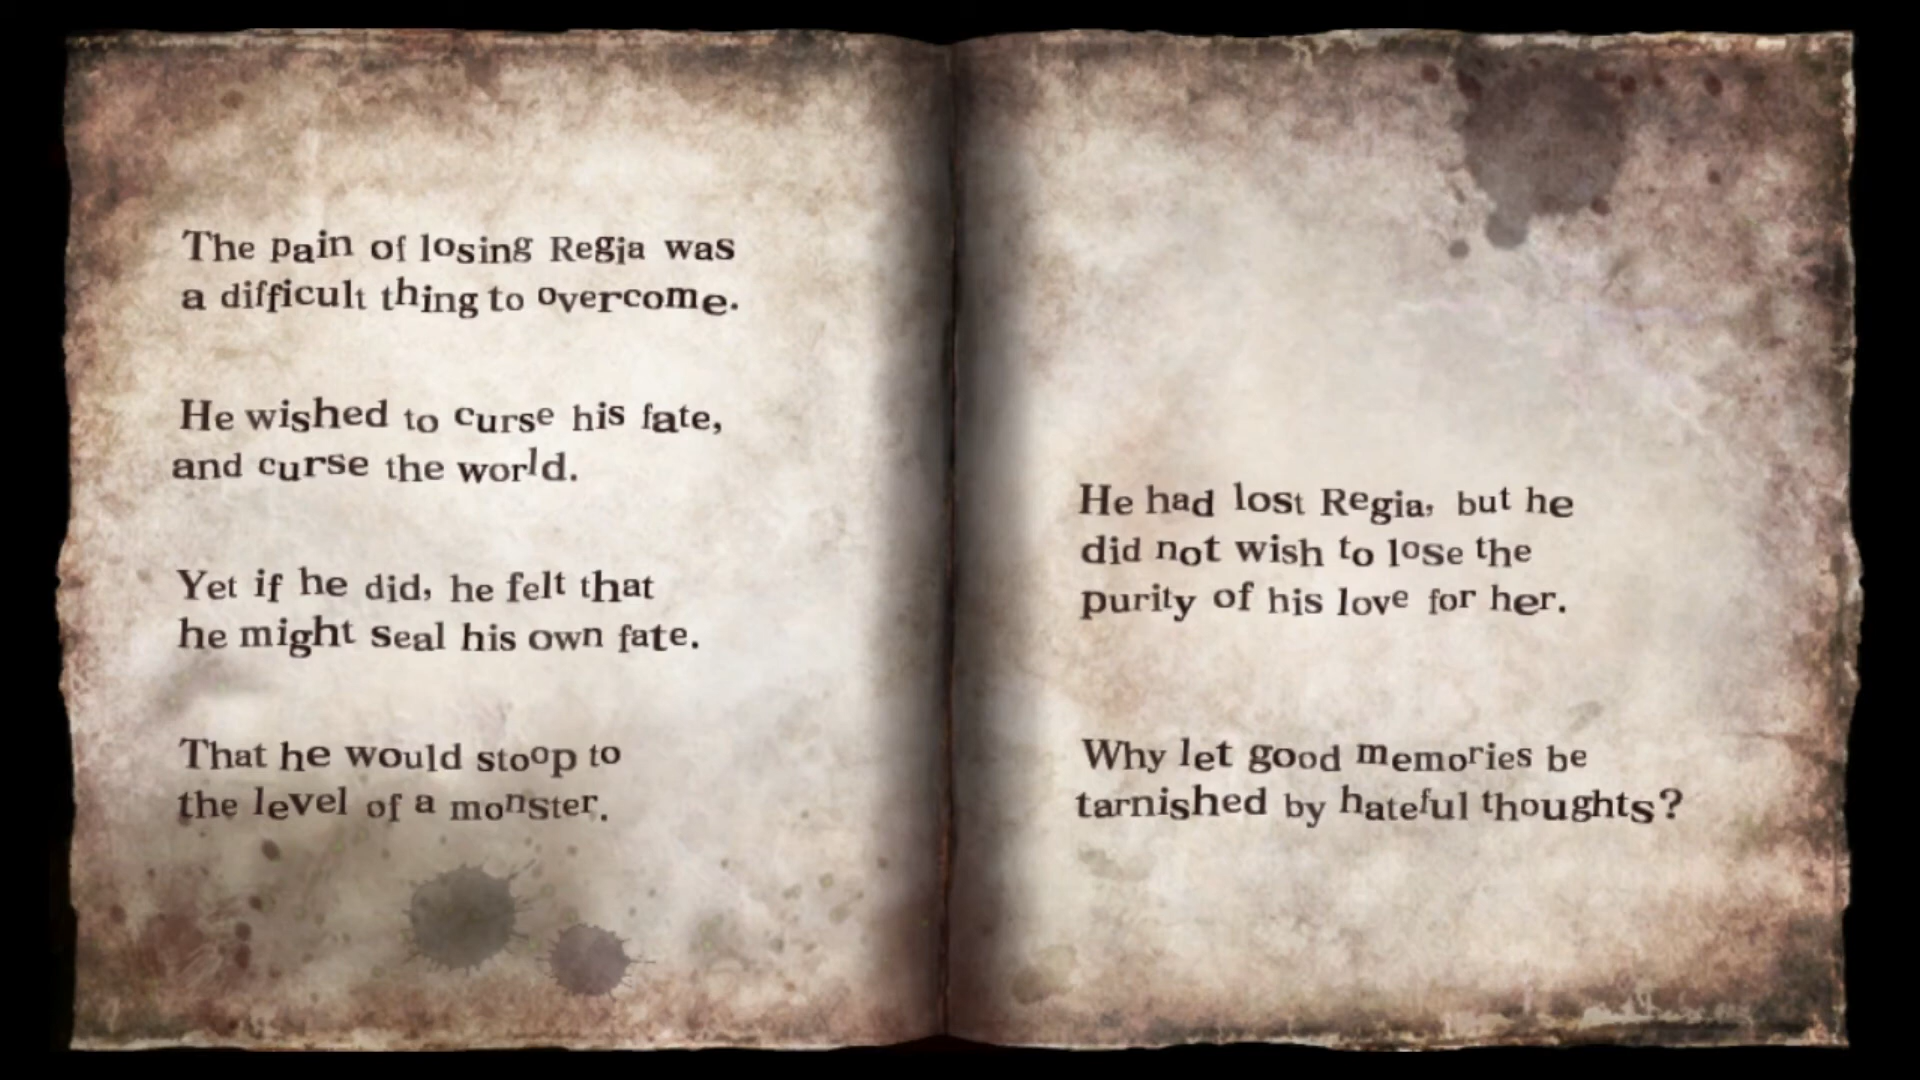 The pain of losing Regia was
a difficult thing to overcome.
He wished to curse his fate,
and curse the world.
Yet if he did, he felt that
he might seal his own fate.
That he would stoop to
the level of a monster.
He had lost Regia, but he
did not wish to lose the
purity of his love for her.
Why let good memories be
tarnished by hateful thoughts?